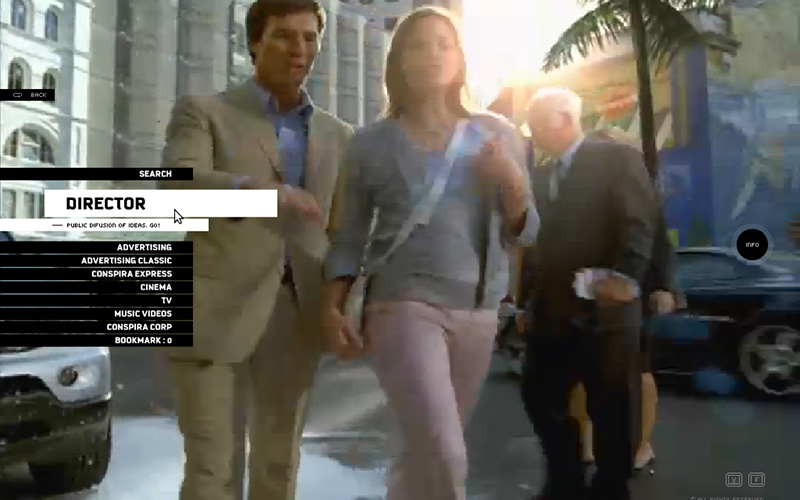 BACK
SEARCH
DIRECTOR
PUBLIC DIFUSION OF IDEAS. GO!
ADVERTISING
ADVERTISING CLASSIC
CONSPIRA EXPRESS
CINEMA
TV
MUSIC VIDEOS
CONSPIRA CORP
BOOKMARK : 0
INFO
V F
© ALL RIGHTS RESERVED